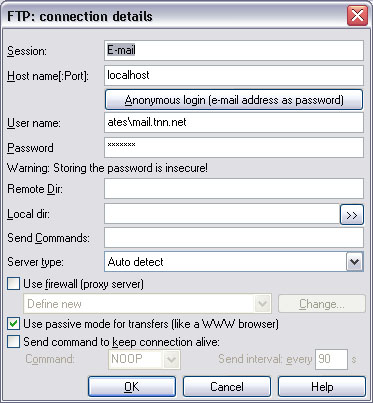 FTP: connection details
Session: E-mail
Host name[:Port]: localhost
Anonymous login (e-mail address as password)
User name: ates\mail.tnn.net
Password *******
Warning: Storing the password is insecure!
Remote Dir:
Local dir: >>
Send Commands:
Server type: Auto detect
Use firewall (proxy server)
Define new Change...
Use passive mode for transfers (like a WWW browser)
Send command to keep connection alive:
Command: NOOP Send interval: every 90 s
OK Cancel Help